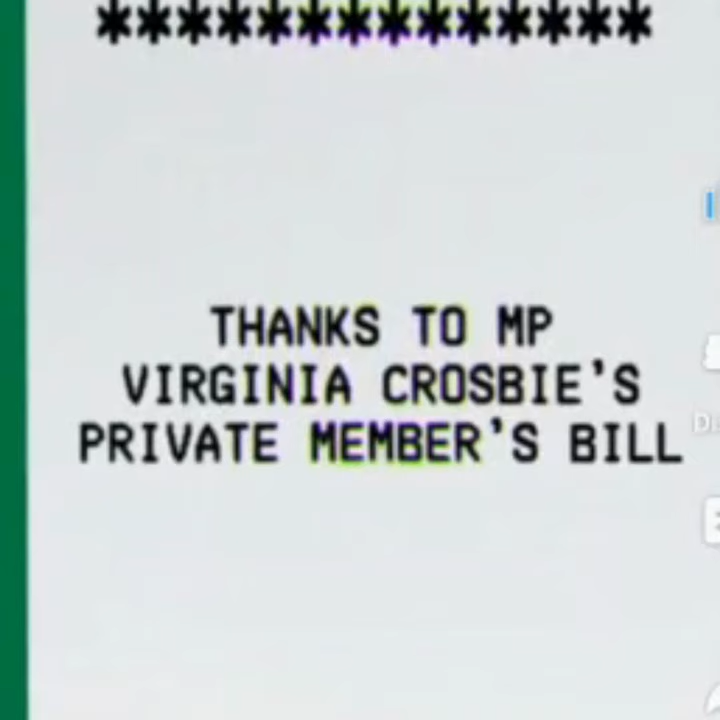 **************
THANKS TO MP
VIRGINIA CROSBIE'S
PRIVATE MEMBER'S BILL